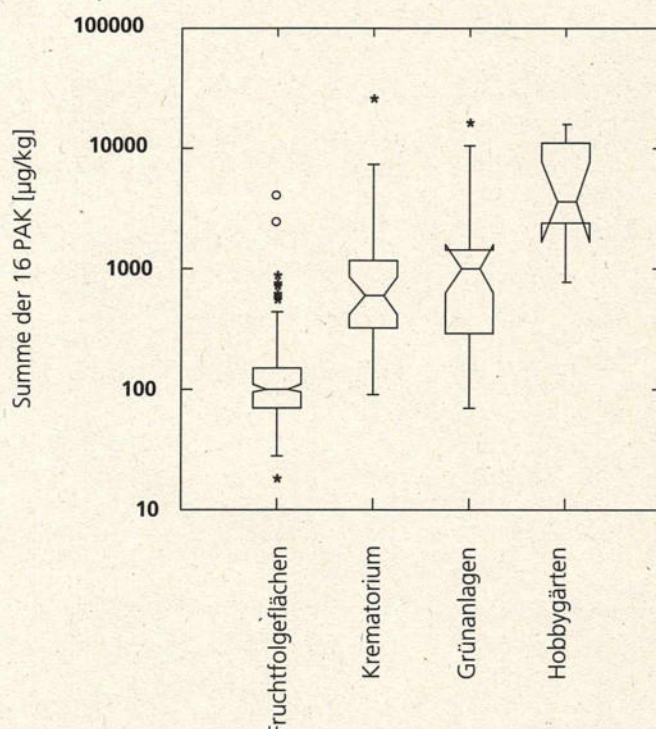 Summe der 16 PAK [µg/kg]
100000
10000
1000
100
10
Fruchtfolgeflächen
Krematorium
Grünanlagen
Hobbygärten